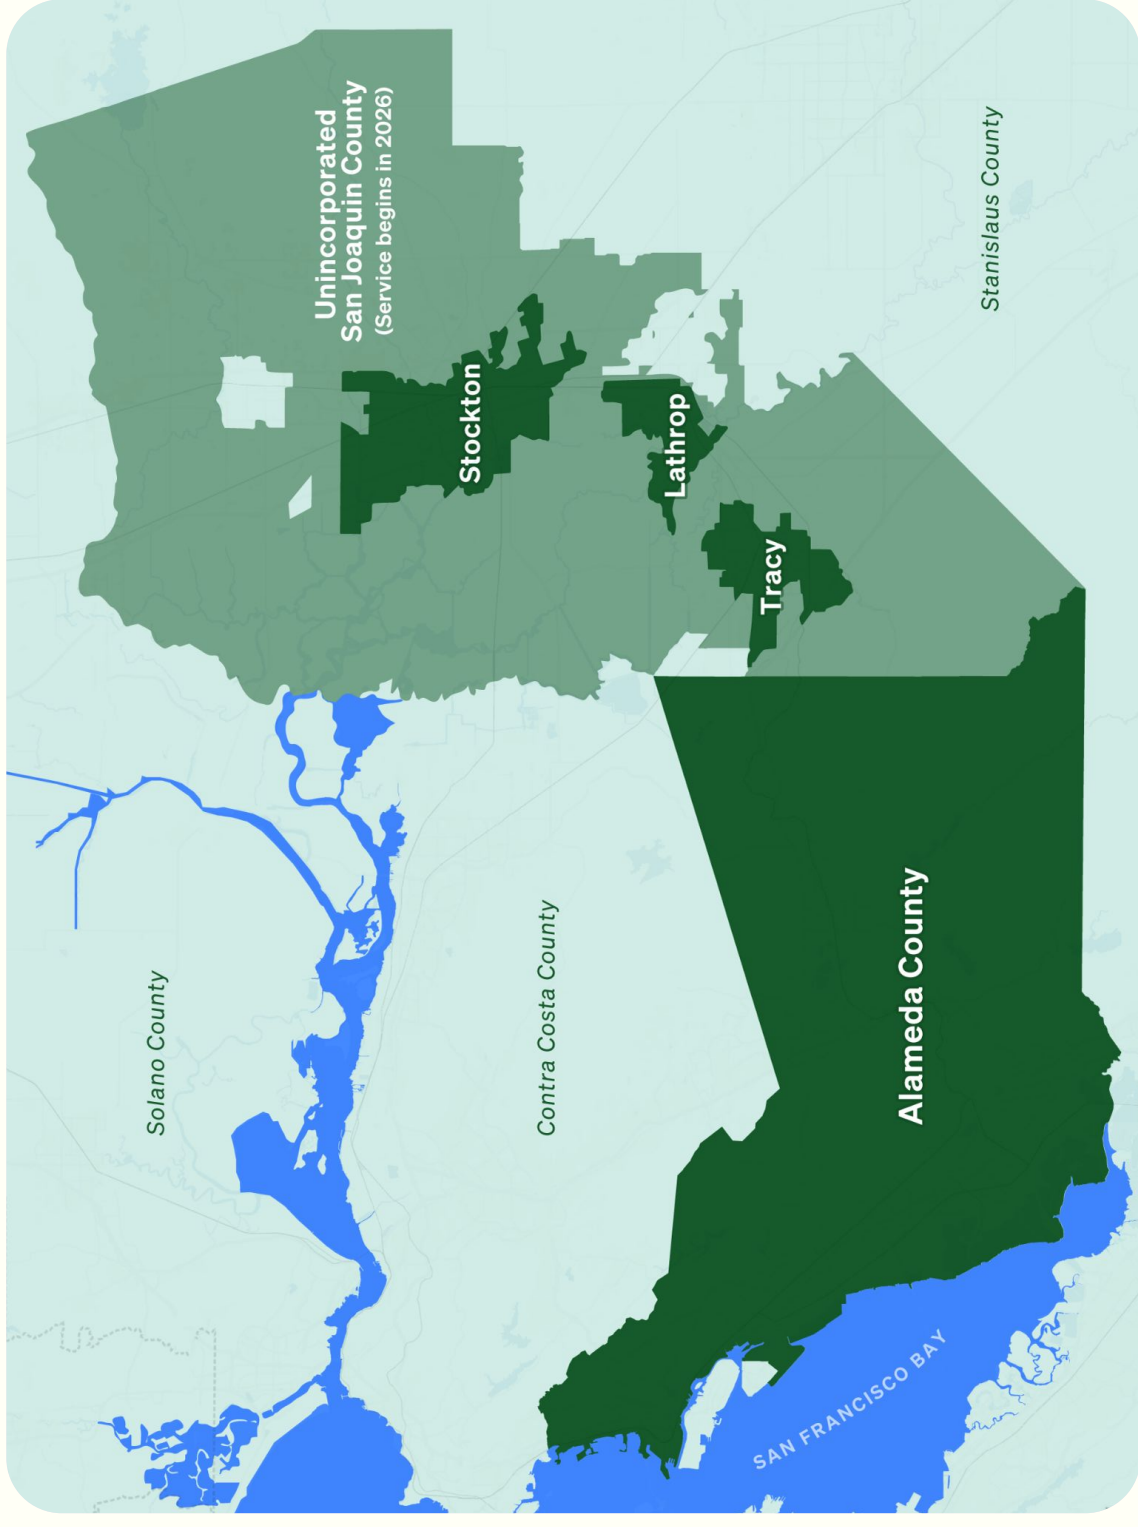 Solano County
Contra Costa County
Unincorporated
San Joaquin County
(Service begins in 2026)
Stockton
Lathrop
Tracy
Stanislaus County
Alameda County
SAN FRANCISCO BAY